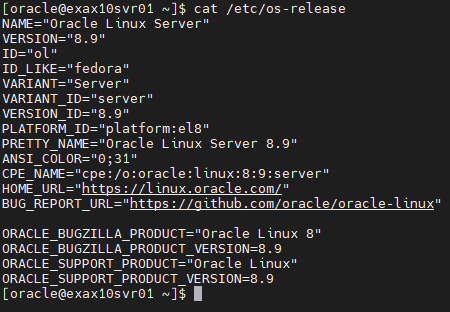 [oracle@exax10svr01 ~]$ cat /etc/os-release
NAME="Oracle Linux Server"
VERSION="8.9"
ID="ol"
ID_LIKE="fedora"
VARIANT="Server"
VARIANT_ID="server"
VERSION_ID="8.9"
PLATFORM_ID="platform:el8"
PRETTY_NAME="Oracle Linux Server 8.9"
ANSI_COLOR="0;31"
CPE_NAME="cpe:/o:oracle:linux:8:9:server"
HOME_URL="https://linux.oracle.com/"
BUG_REPORT_URL="https://github.com/oracle/oracle-linux"
ORACLE_BUGZILLA_PRODUCT="Oracle Linux 8"
ORACLE_BUGZILLA_PRODUCT_VERSION=8.9
ORACLE_SUPPORT_PRODUCT="Oracle Linux"
ORACLE_SUPPORT_PRODUCT_VERSION=8.9
[oracle@exax10svr01 ~]$